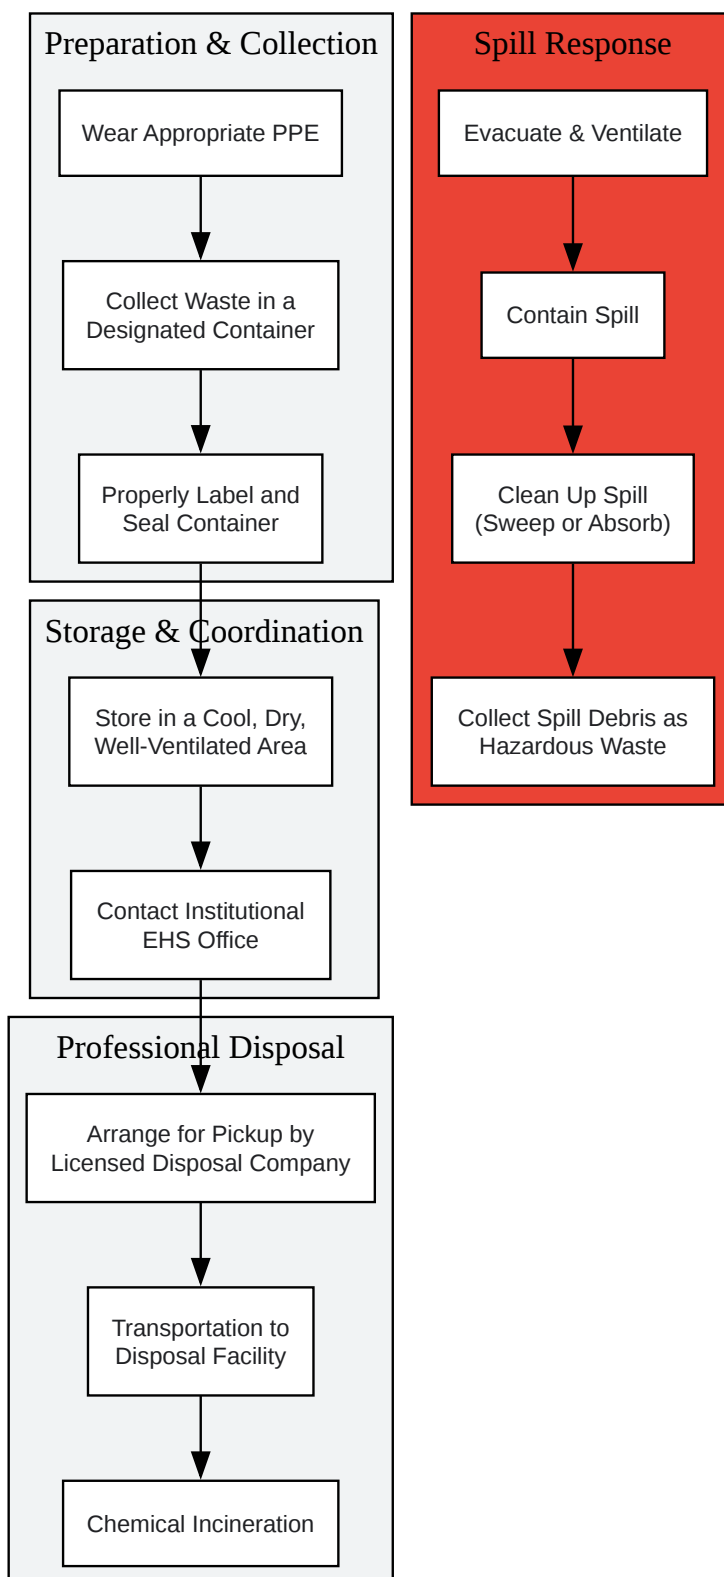 Preparation & Collection
Wear Appropriate PPE
Collect Waste in a
Designated Container
Properly Label and
Seal Container
Storage & Coordination
Store in a Cool, Dry,
Well-Ventilated Area
Contact Institutional
EHS Office
Professional Disposal
Arrange for Pickup by
Licensed Disposal Company
Transportation to
Disposal Facility
Chemical Incineration
Spill Response
Evacuate & Ventilate
Contain Spill
Clean Up Spill
(Sweep or Absorb)
Collect Spill Debris as
Hazardous Waste